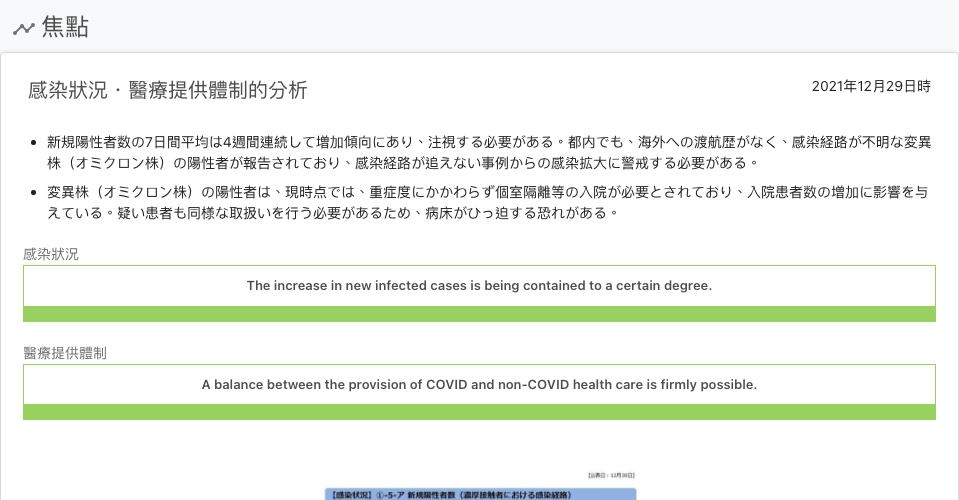 焦點
感染狀況・醫療提供體制的分析
2021年12月29日時
新規陽性者数の7日間平均は4週間連続して増加傾向にあり、注視する必要がある。都内でも、海外への渡航歴がなく、感染経路が不明な変異
株（オミクロン株）の陽性者が報告されており、感染経路が追えない事例からの感染拡大に警戒する必要がある。
変異株（オミクロン株）の陽性者は、現時点では、重症度にかかわらず個室隔離等の入院が必要とされており、入院患者数の増加に影響を与
えている。疑い患者も同様な取扱いを行う必要があるため、病床がひっ迫する恐れがある。
感染狀況
The increase in new infected cases is being contained to a certain degree.
醫療提供體制
A balance between the provision of COVID and non-COVID health care is firmly possible.
【公表日：12月30日】
【感染状況】①-5-ア 新規陽性者数（濃厚接触者における感染経路）